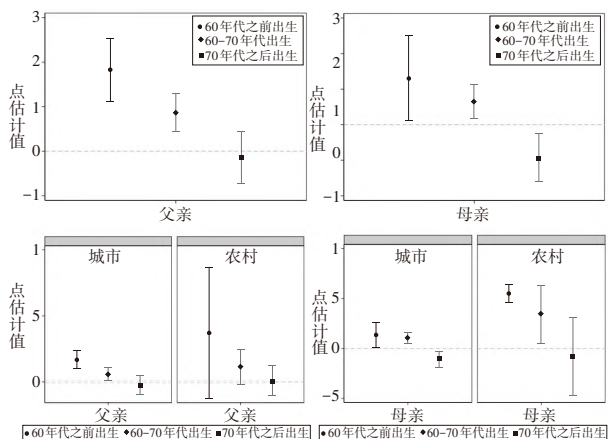 3
2
1
0
−1
点估计值
60年代之前出生
60−70年代出生
70年代之后出生
父亲
3
2
1
0
−1
点估计值
60年代之前出生
60−70年代出生
70年代之后出生
母亲
1
5
0
点估计值
城市
农村
父亲
父亲
60年代之前出生 60−70年代出生 70年代之后出生
1
5
0
−5
点估计值
城市
农村
母亲
母亲
60年代之前出生 60−70年代出生 70年代之后出生